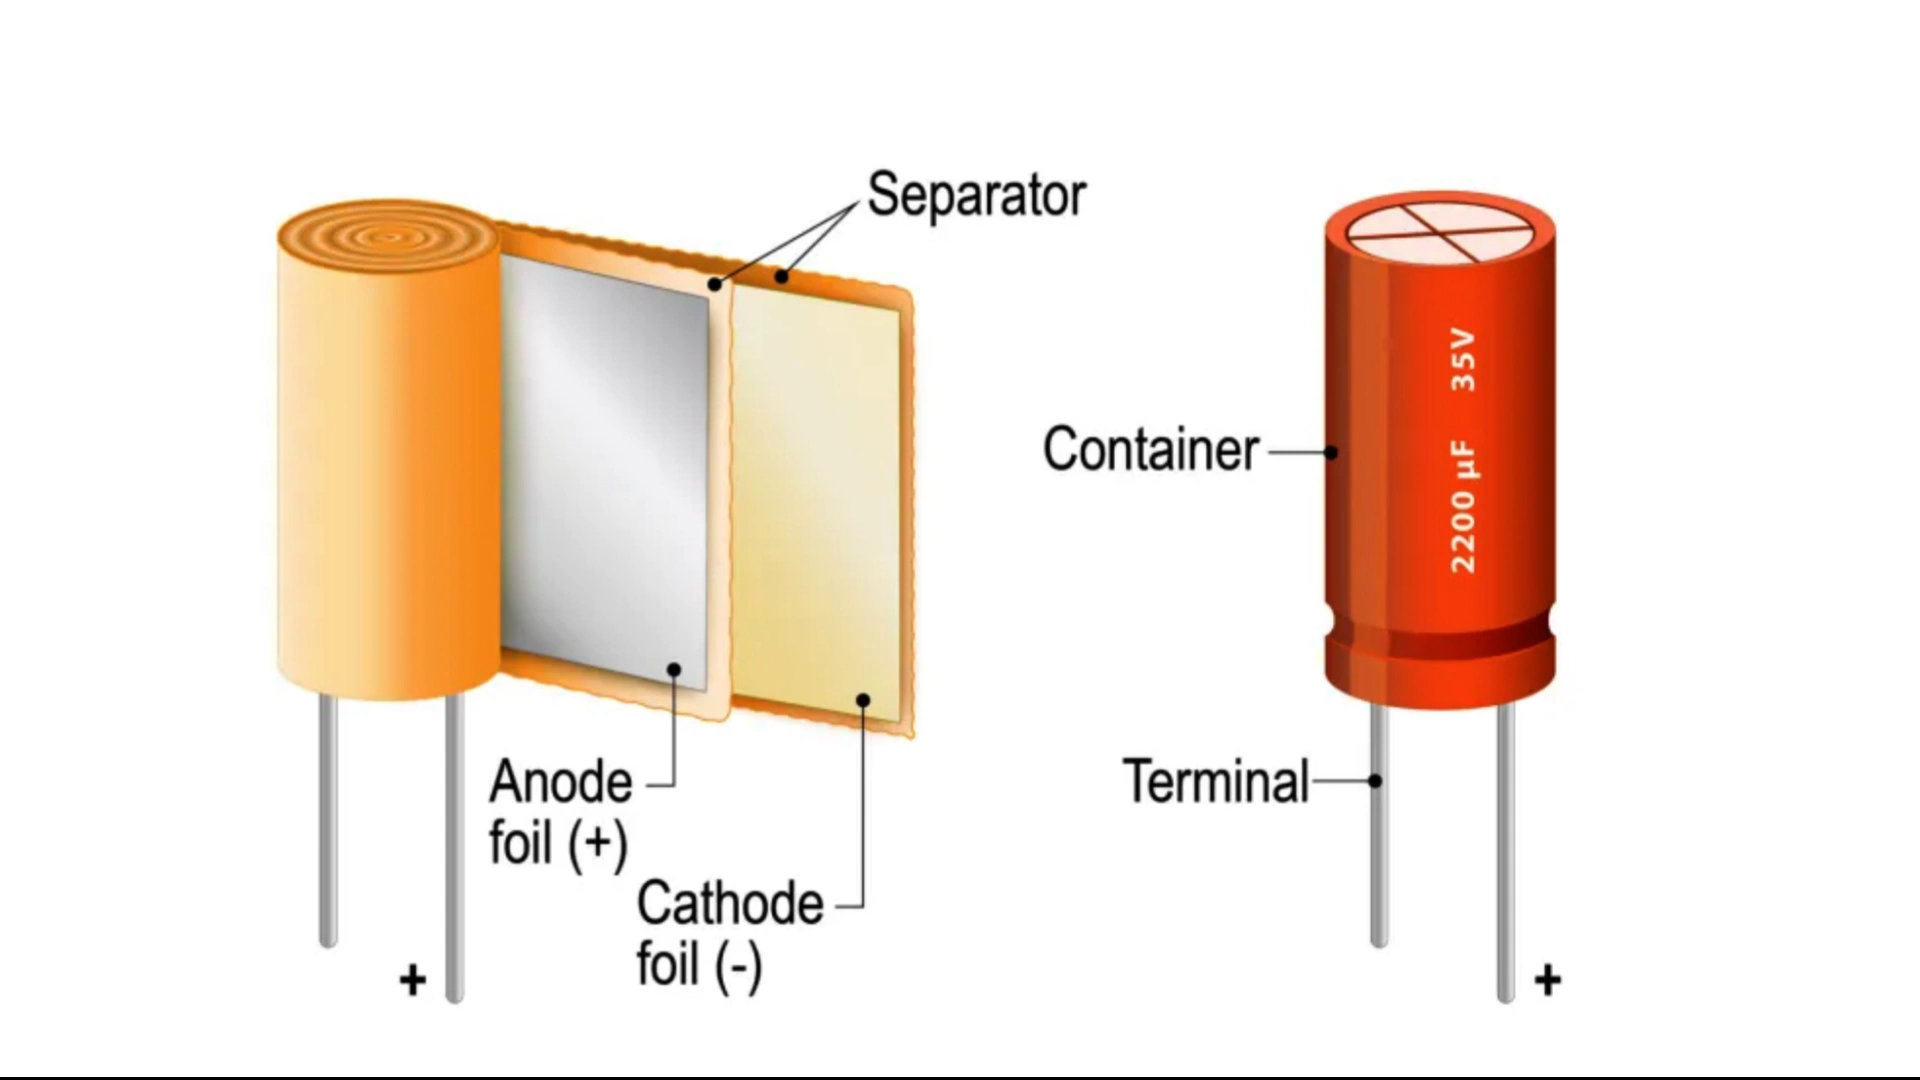 Separator
Container
2200 µF 35V
Anode
foil (+)
Cathode
foil (-)
Terminal
+
+